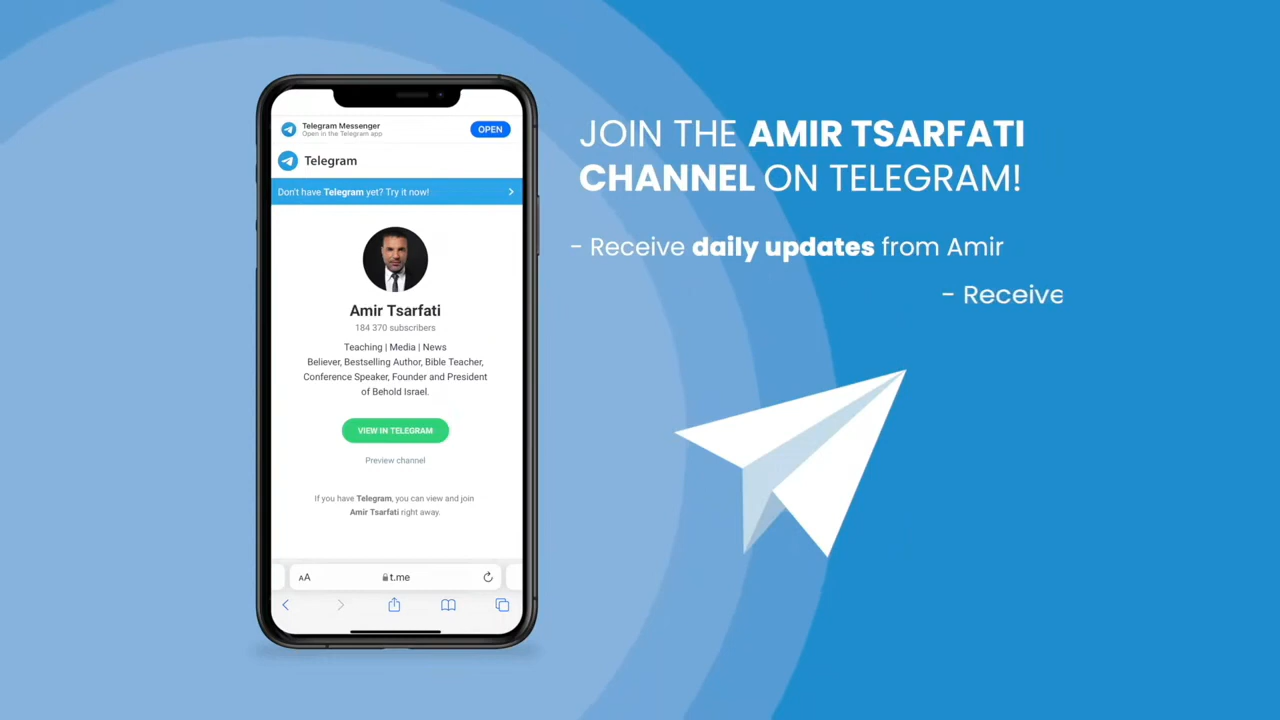 Telegram Messenger
Open in the Telegram app
OPEN
Telegram
Don't have Telegram yet? Try it now!
Amir Tsarfati
184 370 subscribers
Teaching | Media | News
Believer, Bestselling Author, Bible Teacher,
Conference Speaker, Founder and President
of Behold Israel.
VIEW IN TELEGRAM
Preview channel
If you have Telegram, you can view and join
Amir Tsarfati right away.
AA
t.me
JOIN THE AMIR TSARFATI
CHANNEL ON TELEGRAM!
- Receive daily updates from Amir
- Receive